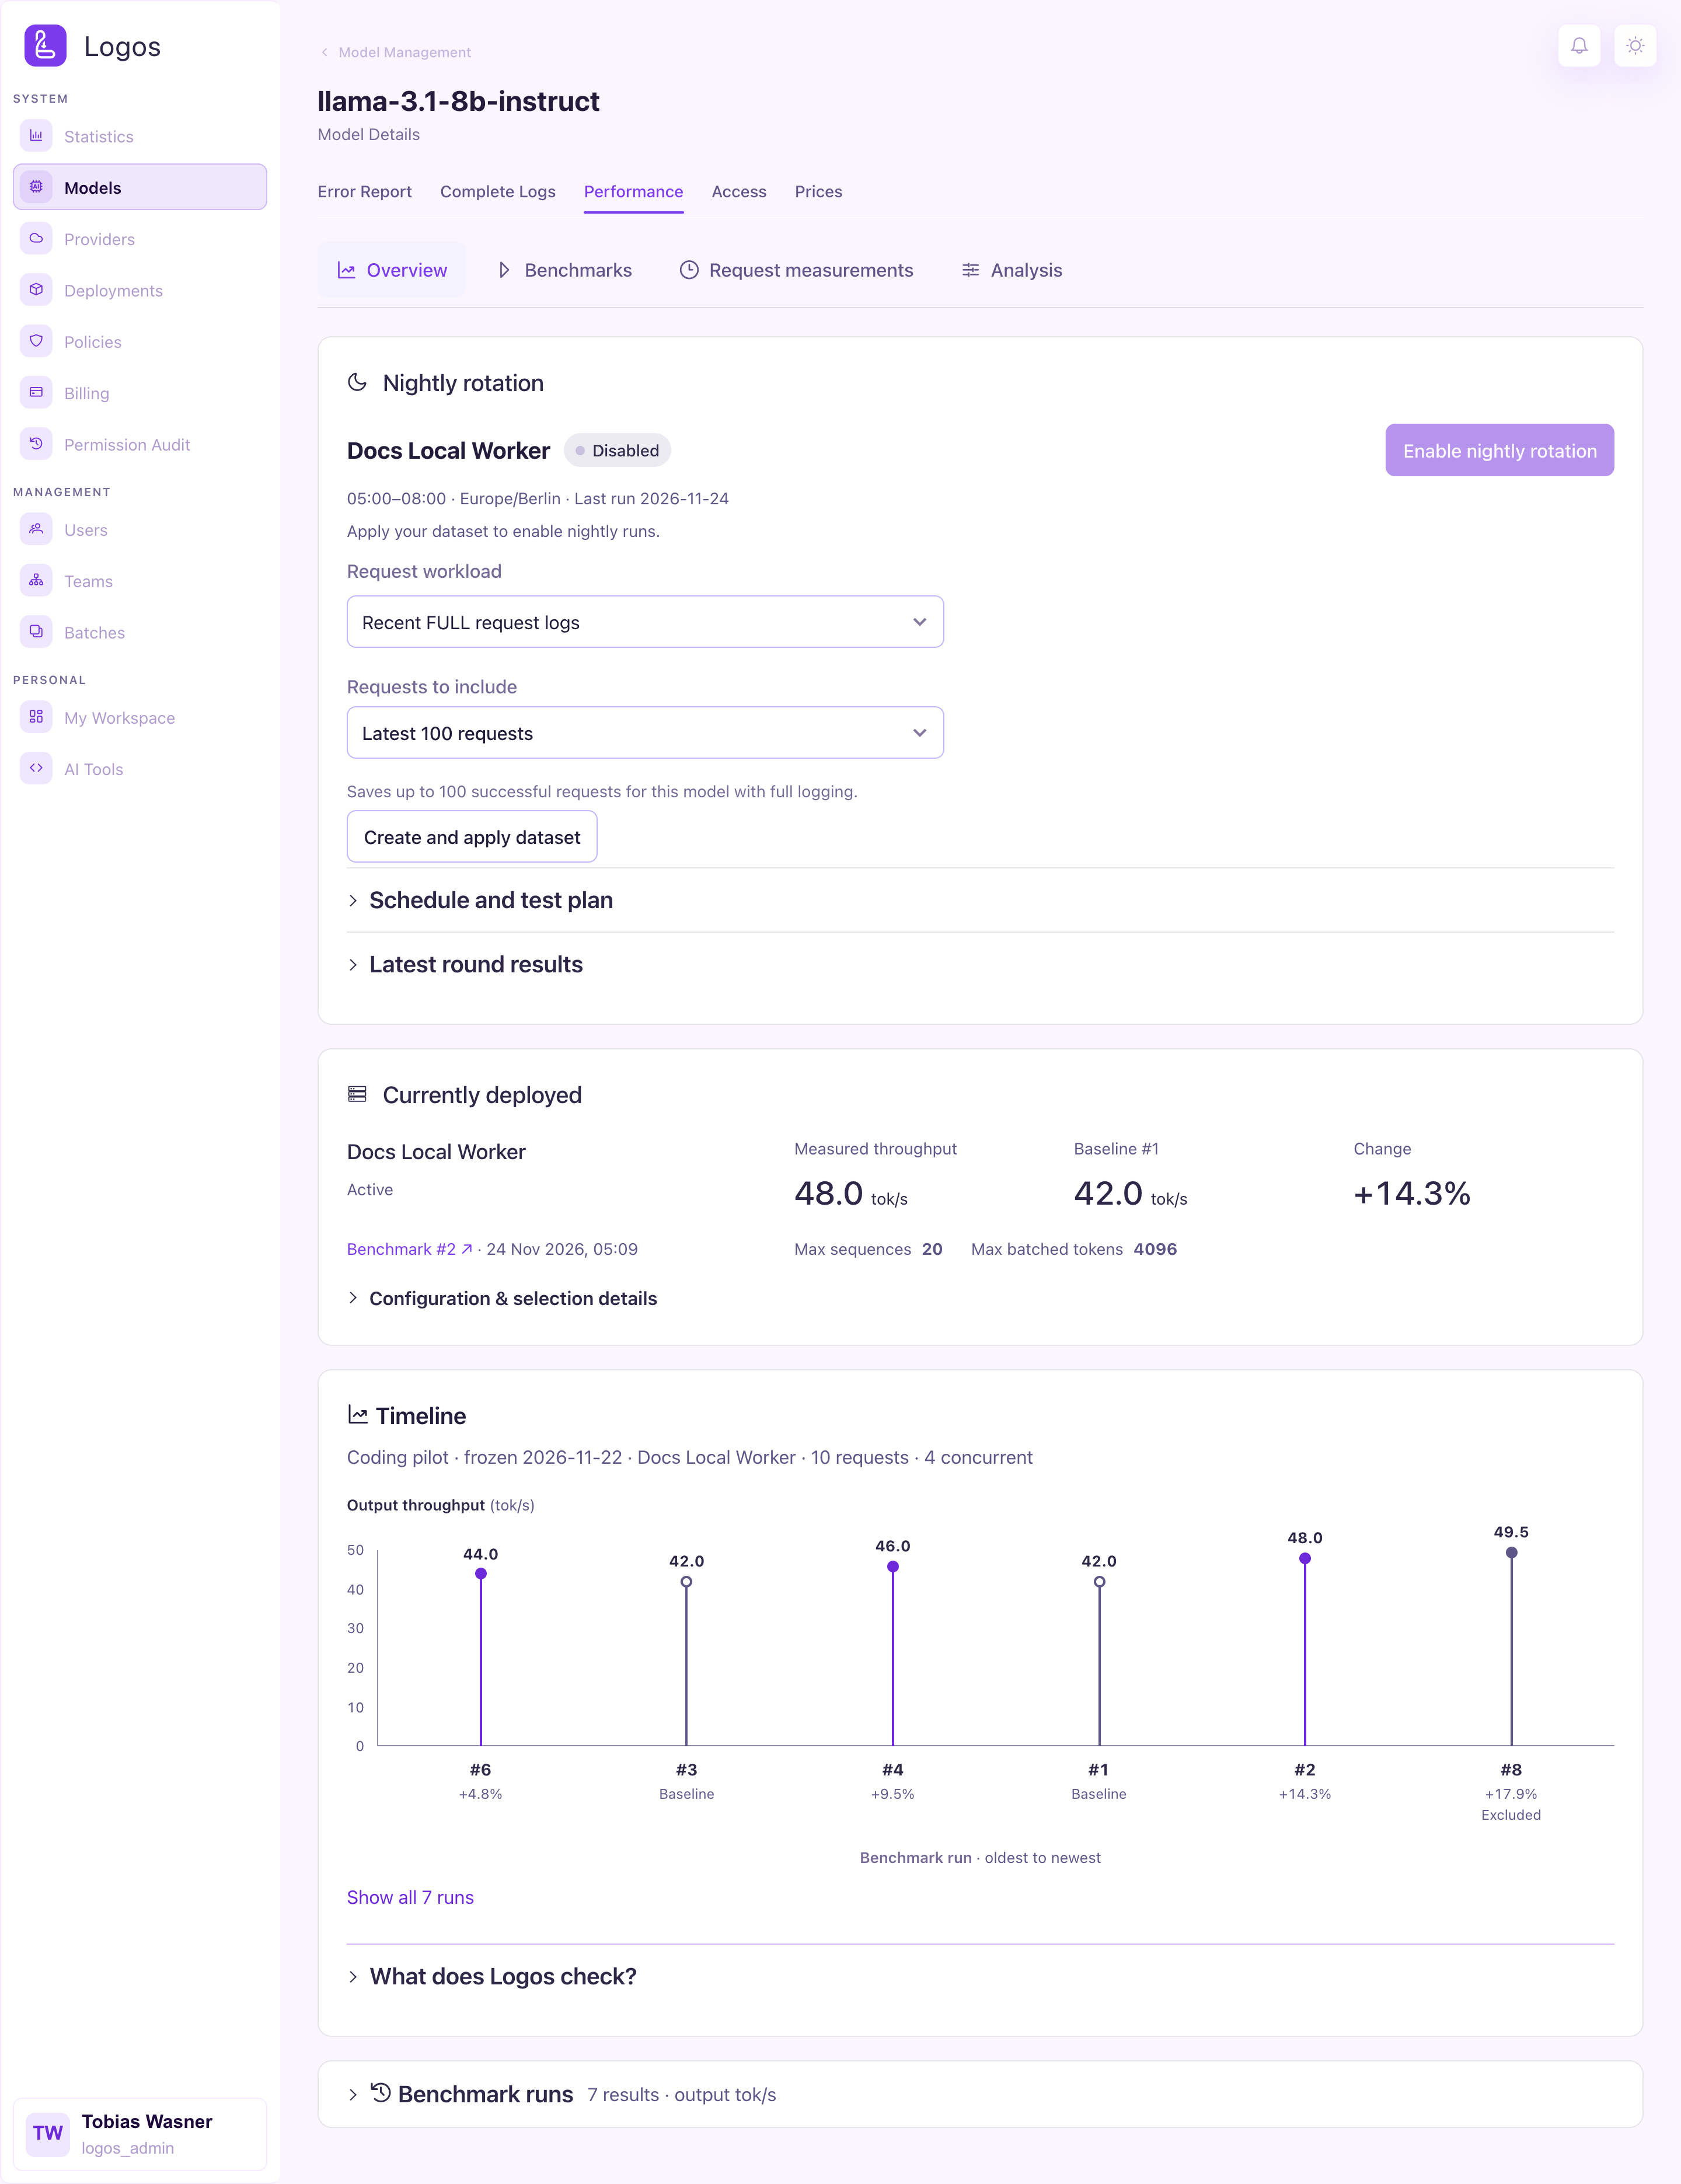 Logos
SYSTEM
Statistics
Models
Providers
Deployments
Policies
Billing
Permission Audit
MANAGEMENT
Users
Teams
Batches
PERSONAL
My Workspace
AI Tools
TW
Tobias Wasner
logos_admin
Model Management
llama-3.1-8b-instruct
Model Details
Error Report Complete Logs Performance Access Prices
Overview Benchmarks Request measurements Analysis
Nightly rotation
Docs Local Worker Disabled Enable nightly rotation
05:00–08:00 · Europe/Berlin · Last run 2026-11-24
Apply your dataset to enable nightly runs.
Request workload
Recent FULL request logs
Requests to include
Latest 100 requests
Saves up to 100 successful requests for this model with full logging.
Create and apply dataset
Schedule and test plan
Latest round results
Currently deployed
Docs Local Worker Measured throughput Baseline #1 Change
Active 48.0 tok/s 42.0 tok/s +14.3%
Benchmark #2 ↗ · 24 Nov 2026, 05:09 Max sequences 20 Max batched tokens 4096
Configuration & selection details
Timeline
Coding pilot · frozen 2026-11-22 · Docs Local Worker · 10 requests · 4 concurrent
Output throughput (tok/s)
44.0 42.0 46.0 42.0 48.0 49.5
50
40
30
20
10
0
#6 #3 #4 #1 #2 #8
+4.8% Baseline +9.5% Baseline +14.3% +17.9%
Excluded
Benchmark run · oldest to newest
Show all 7 runs
What does Logos check?
Benchmark runs 7 results · output tok/s